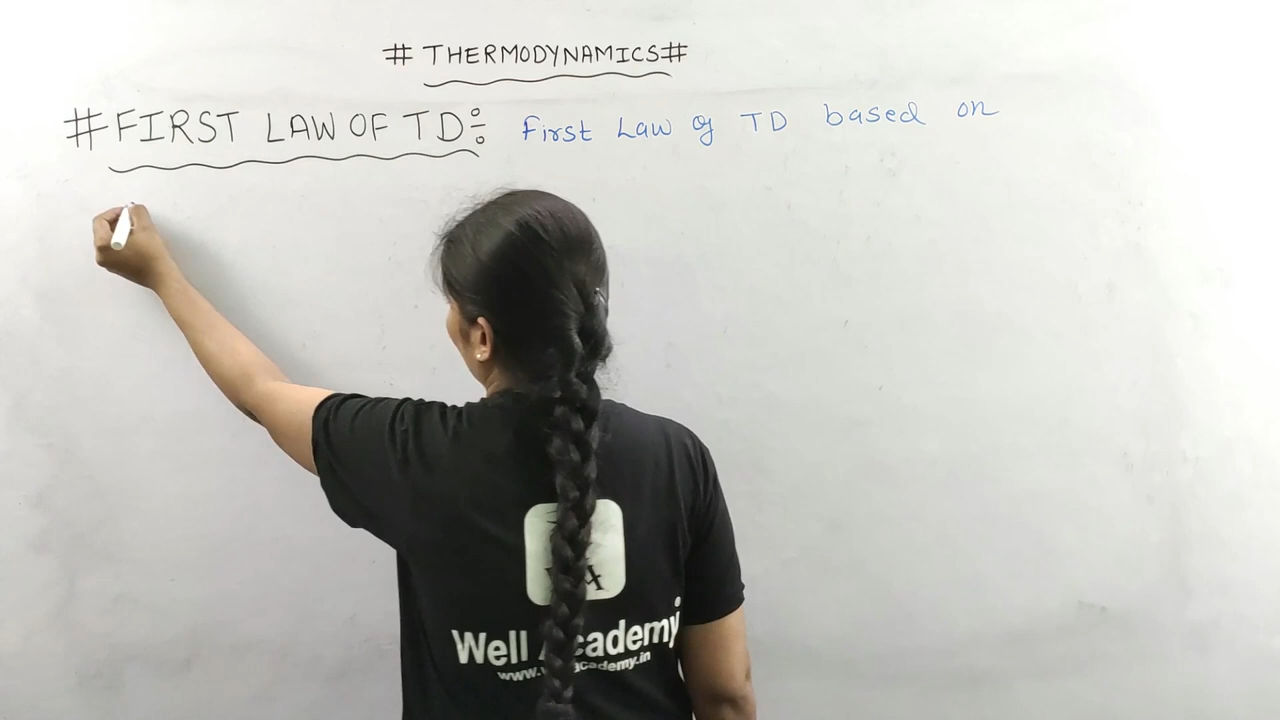 # THERMODYNAMICS #
# FIRST LAW OF TD : First Law of TD based on
Well Academy